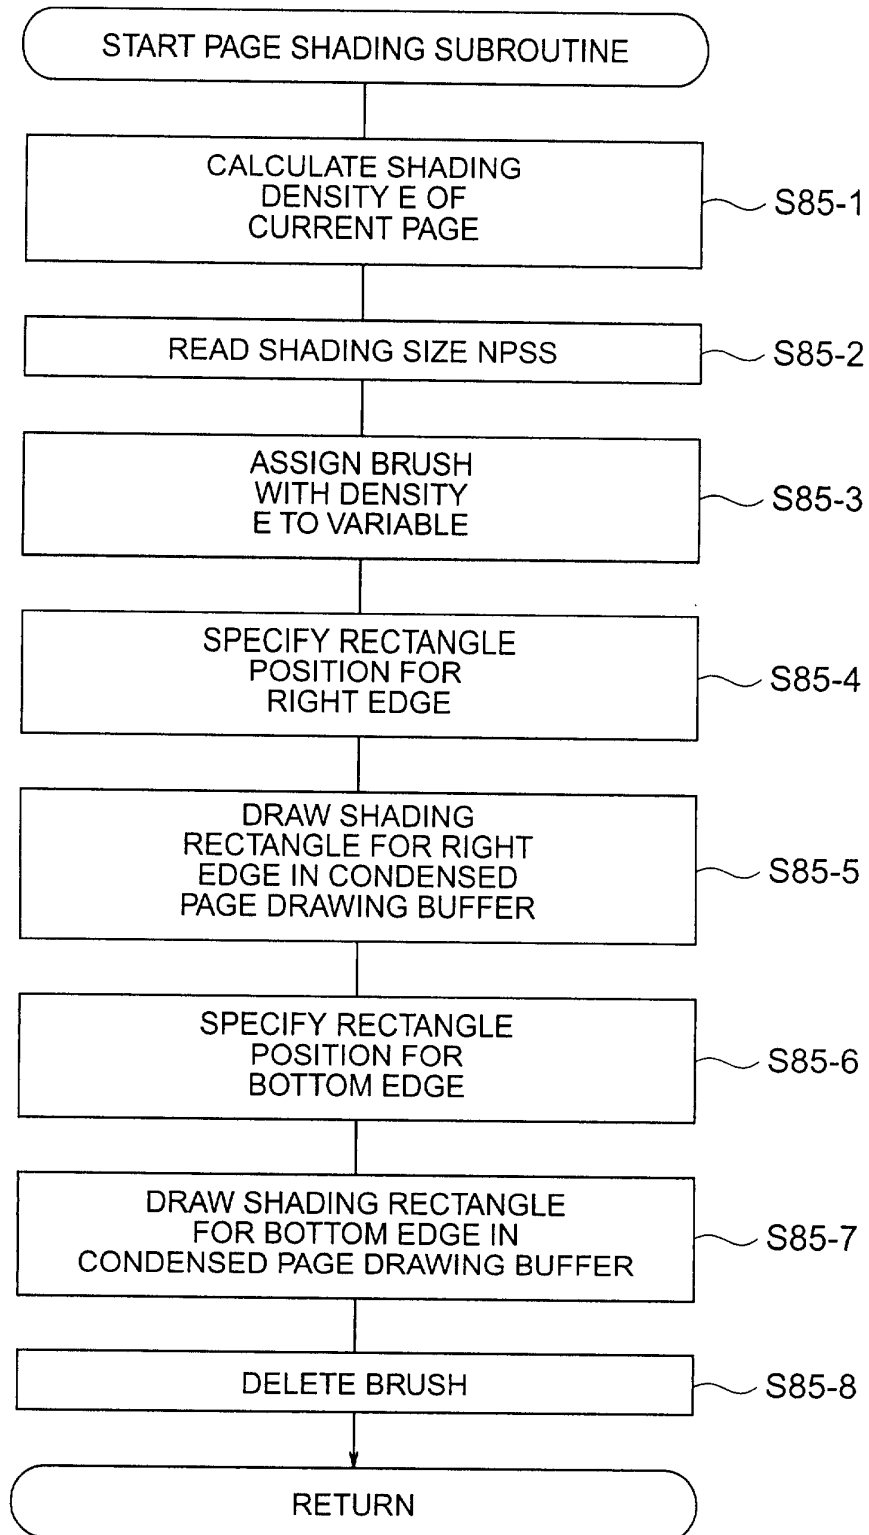 START PAGE SHADING SUBROUTINE
CALCULATE SHADING
DENSITY E OF
CURRENT PAGE
S85-1
READ SHADING SIZE NPSS
S85-2
ASSIGN BRUSH
WITH DENSITY
E TO VARIABLE
S85-3
SPECIFY RECTANGLE
POSITION FOR
RIGHT EDGE
S85-4
DRAW SHADING
RECTANGLE FOR RIGHT
EDGE IN CONDENSED
PAGE DRAWING BUFFER
S85-5
SPECIFY RECTANGLE
POSITION FOR
BOTTOM EDGE
S85-6
DRAW SHADING RECTANGLE
FOR BOTTOM EDGE IN
CONDENSED PAGE DRAWING BUFFER
S85-7
DELETE BRUSH
S85-8
RETURN